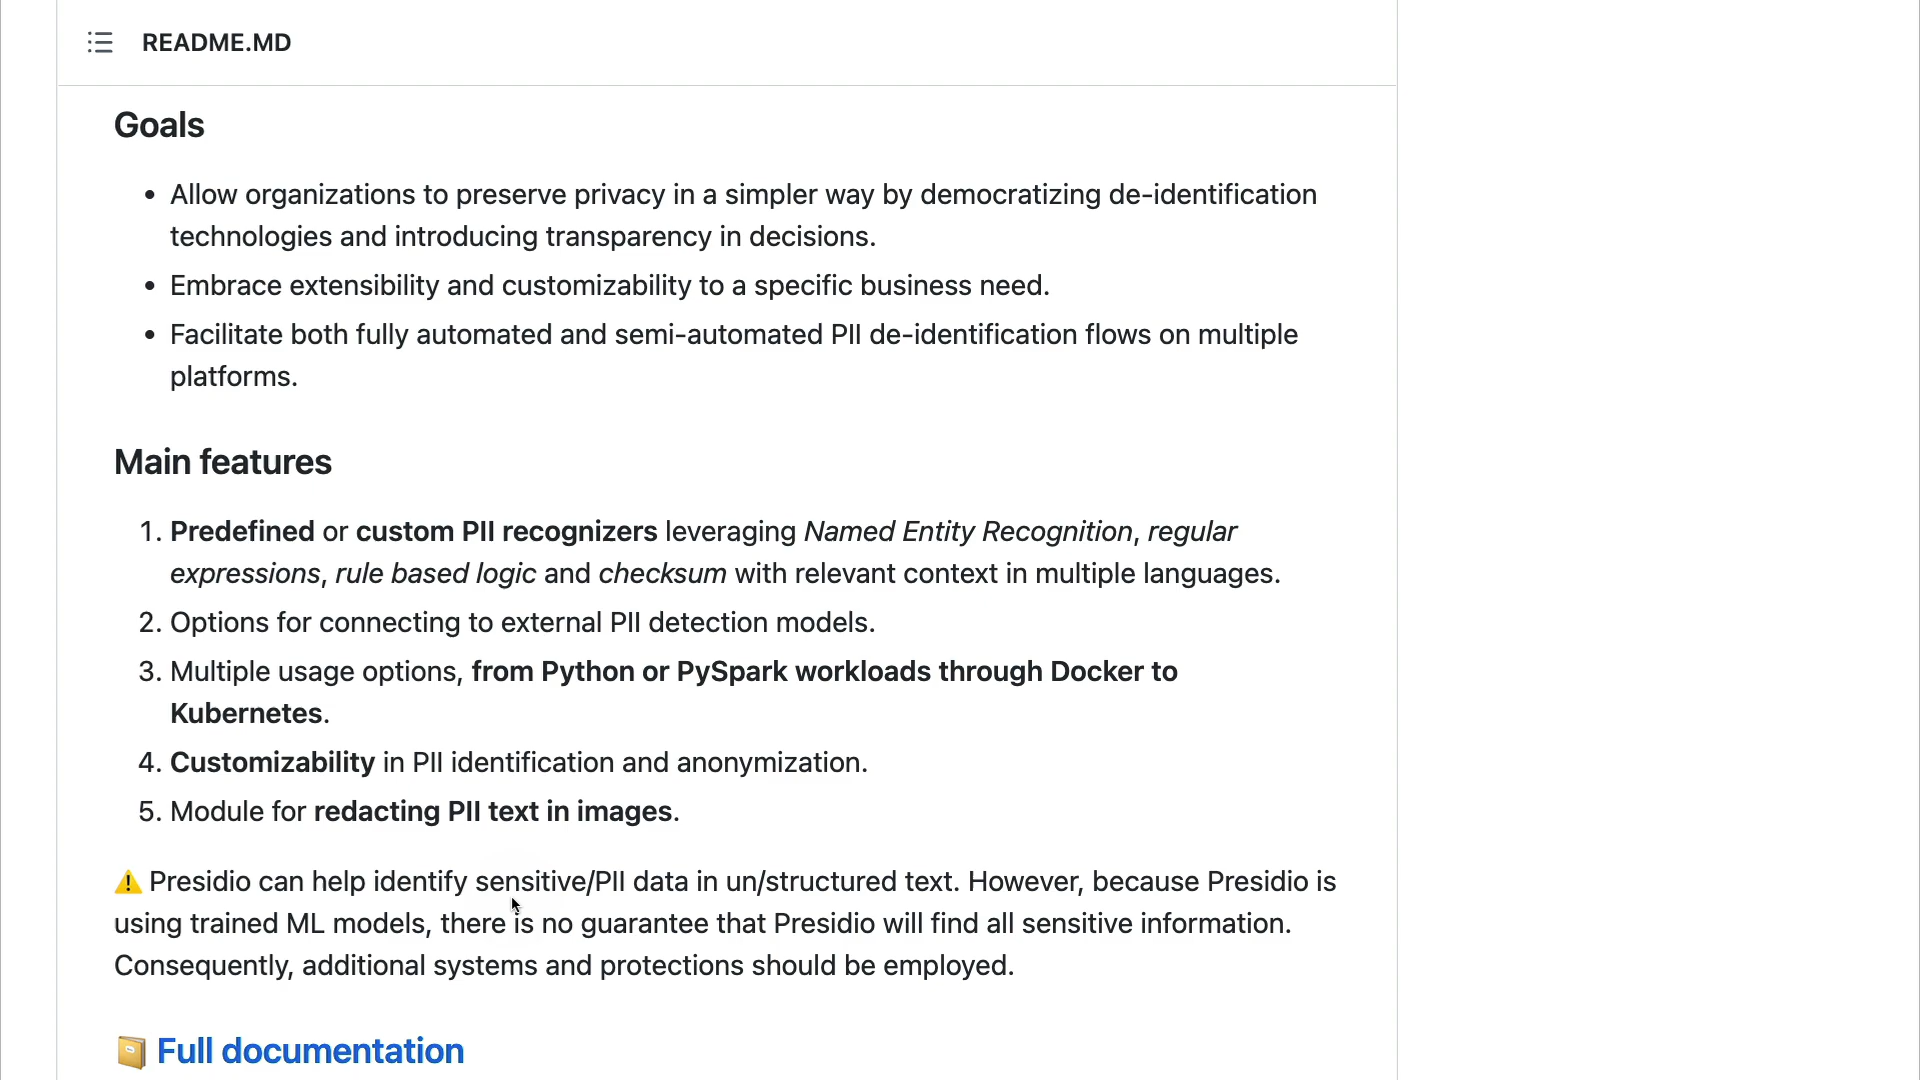 README.MD
Goals
• Allow organizations to preserve privacy in a simpler way by democratizing de-identification
technologies and introducing transparency in decisions.
• Embrace extensibility and customizability to a specific business need.
• Facilitate both fully automated and semi-automated PII de-identification flows on multiple
platforms.
Main features
1. Predefined or custom PII recognizers leveraging Named Entity Recognition, regular
expressions, rule based logic and checksum with relevant context in multiple languages.
2. Options for connecting to external PII detection models.
3. Multiple usage options, from Python or PySpark workloads through Docker to
Kubernetes.
4. Customizability in PII identification and anonymization.
5. Module for redacting PII text in images.
⚠️ Presidio can help identify sensitive/PII data in un/structured text. However, because Presidio is
using trained ML models, there is no guarantee that Presidio will find all sensitive information.
Consequently, additional systems and protections should be employed.
📔 Full documentation